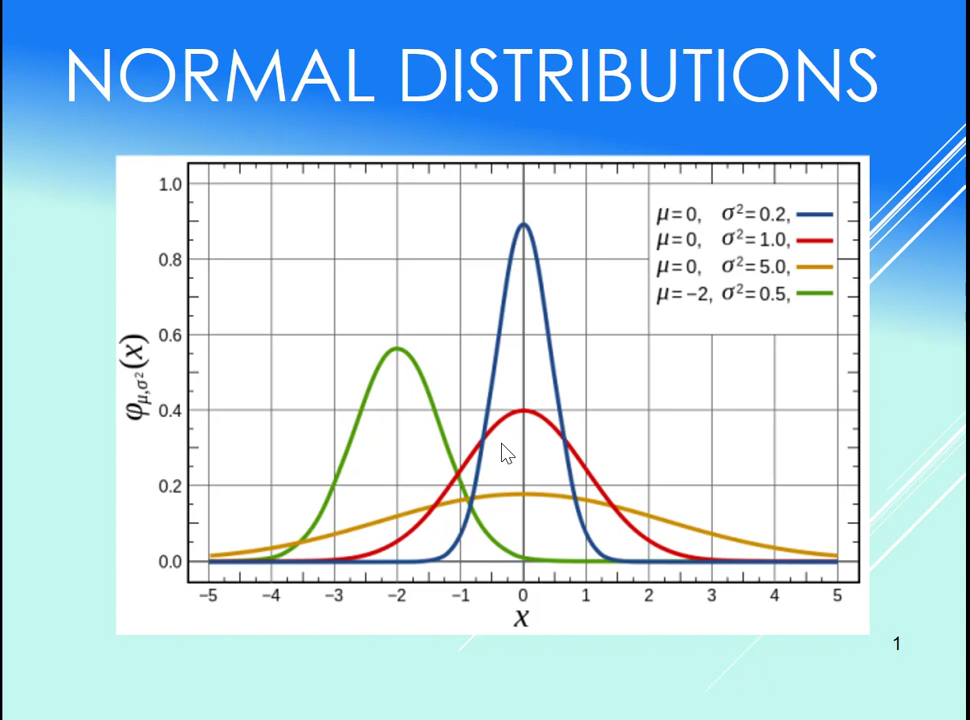 NORMAL DISTRIBUTIONS
φμ,σ²(x)
1.0
0.8
0.6
0.4
0.2
0.0
μ=0, σ²=0.2,
μ=0, σ²=1.0,
μ=0, σ²=5.0,
μ=−2, σ²=0.5,
−5 −4 −3 −2 −1 0 1 2 3 4 5
x
1